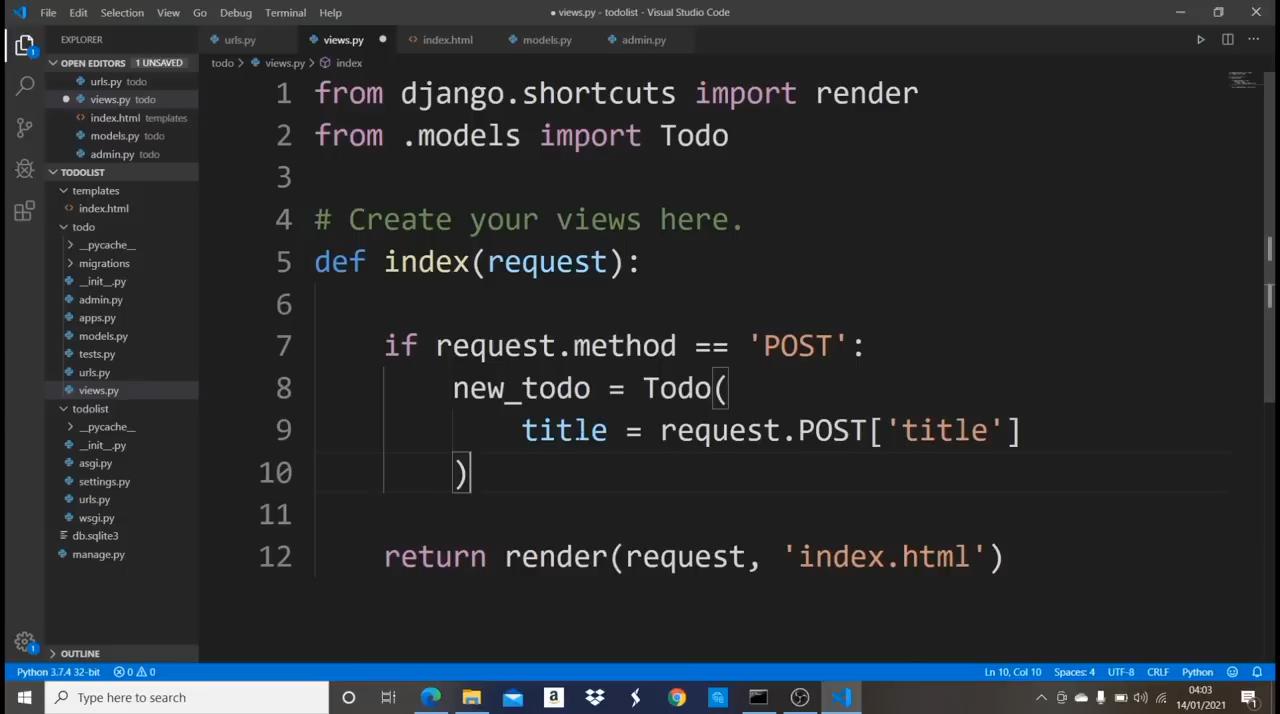 File Edit Selection View Go Debug Terminal Help
● views.py - todolist - Visual Studio Code
EXPLORER
urls.py
views.py
index.html
models.py
admin.py
OPEN EDITORS 1 UNSAVED
urls.py todo
views.py todo
index.html templates
models.py todo
admin.py todo
TODOLIST
templates
index.html
todo
__pycache__
migrations
__init__.py
admin.py
apps.py
models.py
tests.py
urls.py
views.py
todolist
__pycache__
__init__.py
asgi.py
settings.py
urls.py
wsgi.py
db.sqlite3
manage.py
OUTLINE
todo > views.py > index
1 from django.shortcuts import render
2 from .models import Todo
3
4 # Create your views here.
5 def index(request):
6
7 if request.method == 'POST':
8 new_todo = Todo(
9 title = request.POST['title']
10 )
11
12 return render(request, 'index.html')
1
1
Python 3.7.4 32-bit 0 0
Ln 10, Col 10 Spaces: 4 UTF-8 CRLF Python
Type here to search
04:03
14/01/2021
1